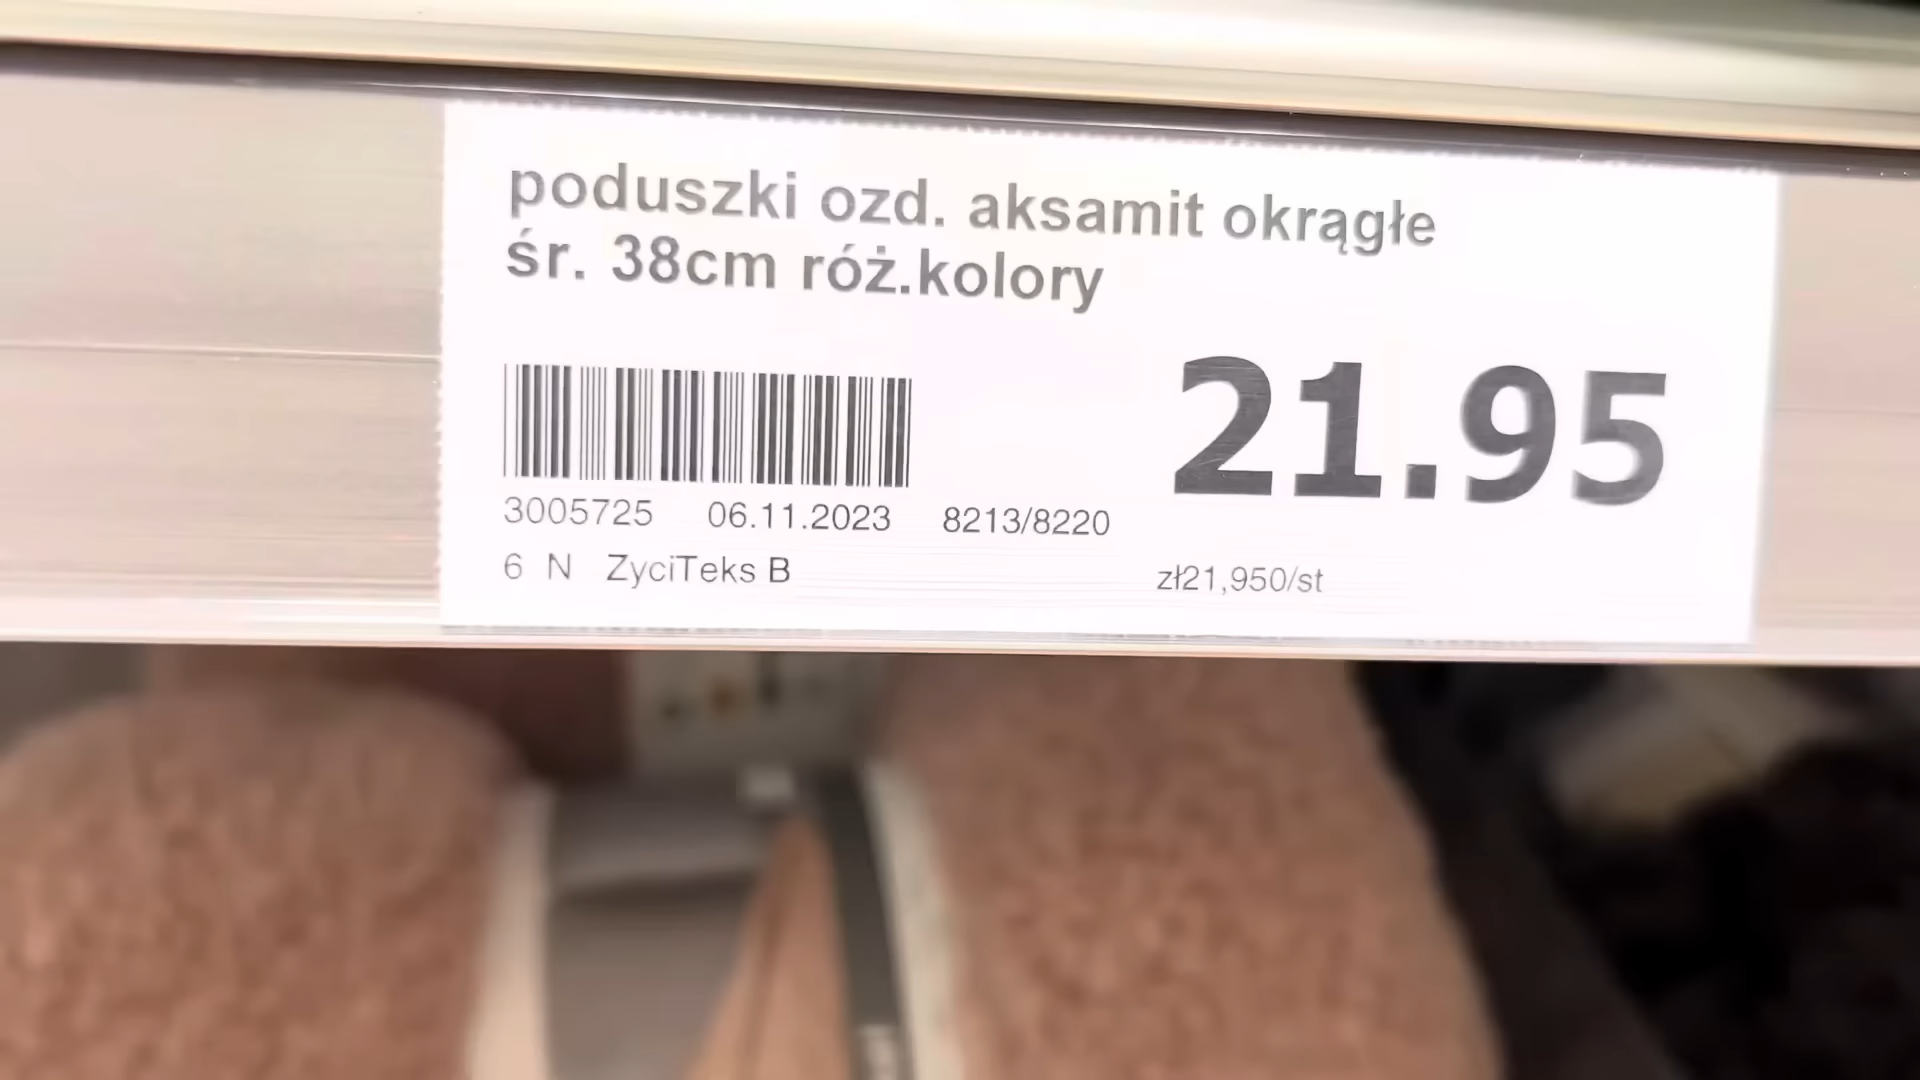 poduszki ozd. aksamit okrągłe
śr. 38cm róż.kolory
21.95
3005725 06.11.2023 8213/8220
6 N ZyciTeks B zł21,950/st